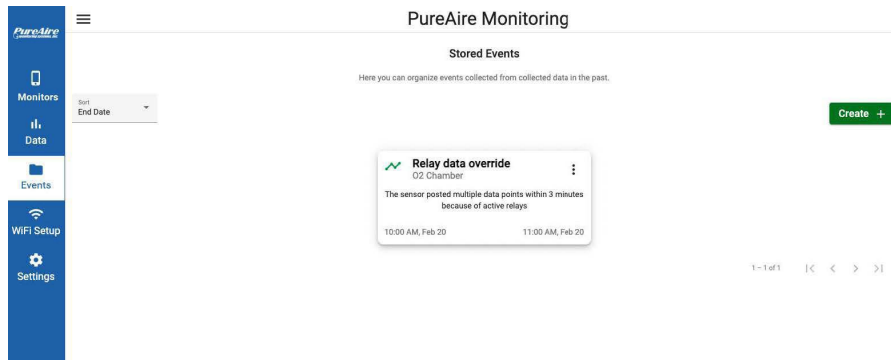 PureAire
PureAire Monitoring
Monitors
Data
Events
WiFi Setup
Settings
Stored Events
Here you can organize events collected from collected data in the past.
Sort
End Date
Create +
Relay data override
O2 Chamber
The sensor posted multiple data points within 3 minutes
because of active relays
10:00 AM, Feb 20
11:00 AM, Feb 20
1 – 1 of 1